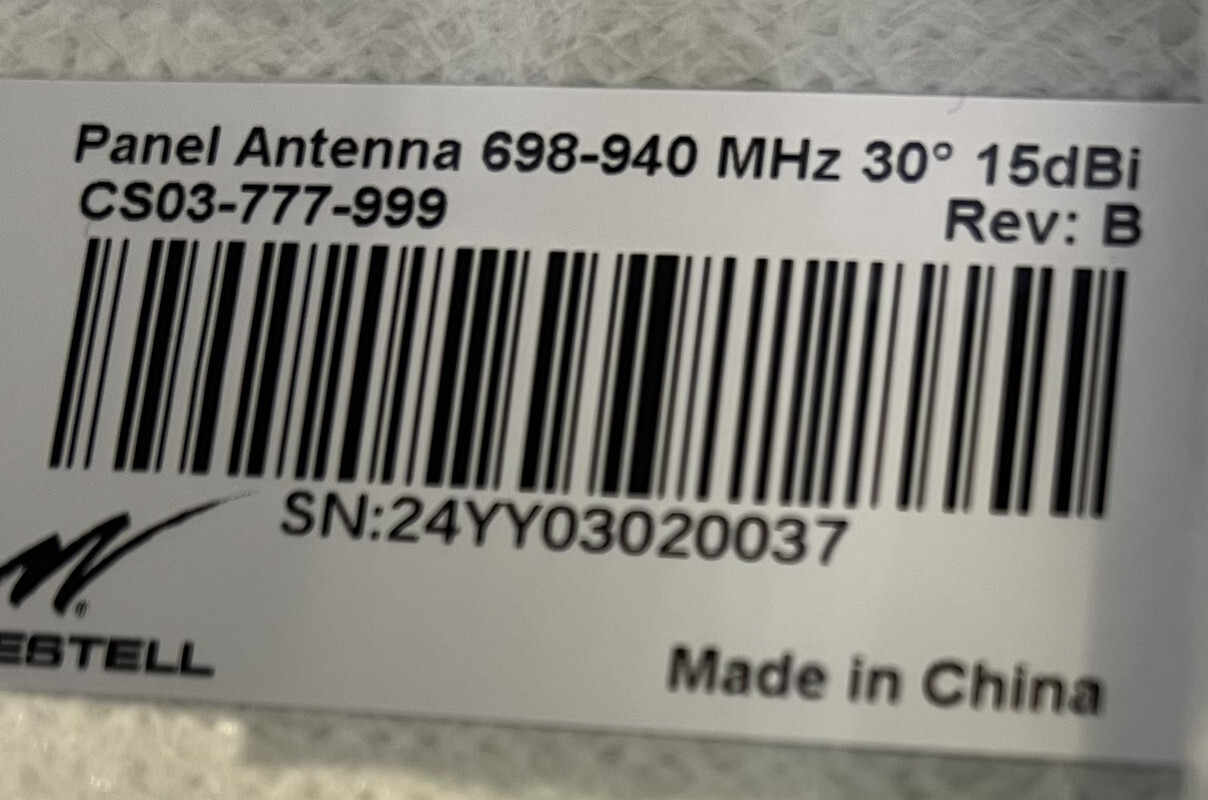 Panel Antenna 698-940 MHz 30° 15dBi
CS03-777-999 Rev: B
SN:24YY03020037
®
ESTELL
Made in China